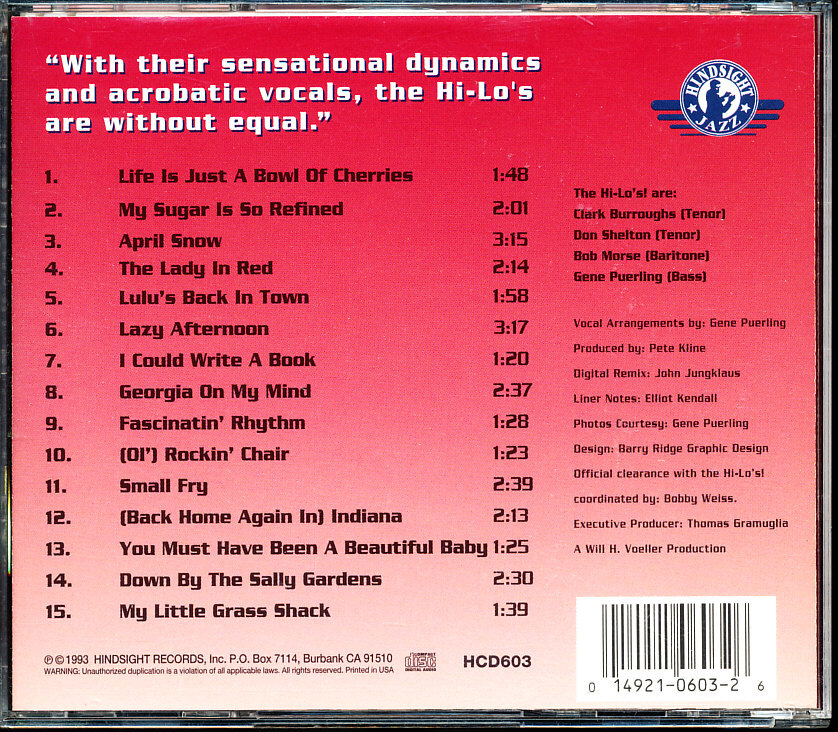 “With their sensational dynamics
and acrobatic vocals, the Hi-Lo's
are without equal.”
HINDSIGHT
JAZZ
1. Life Is Just A Bowl Of Cherries 1:48
2. My Sugar Is So Refined 2:01
3. April Snow 3:15
4. The Lady In Red 2:14
5. Lulu's Back In Town 1:58
6. Lazy Afternoon 3:17
7. I Could Write A Book 1:20
8. Georgia On My Mind 2:37
9. Fascinatin' Rhythm 1:28
10. (Ol') Rockin' Chair 1:23
11. Small Fry 2:39
12. (Back Home Again In) Indiana 2:13
13. You Must Have Been A Beautiful Baby 1:25
14. Down By The Sally Gardens 2:30
15. My Little Grass Shack 1:39
The Hi-Lo's! are:
Clark Burroughs (Tenor)
Don Shelton (Tenor)
Bob Morse (Baritone)
Gene Puerling (Bass)
Vocal Arrangements by: Gene Puerling
Produced by: Pete Kline
Digital Remix: John Jungklaus
Liner Notes: Elliot Kendall
Photos Courtesy: Gene Puerling
Design: Barry Ridge Graphic Design
Official clearance with the Hi-Lo's!
coordinated by: Bobby Weiss.
Executive Producer: Thomas Gramuglia
A Will H. Voeller Production
℗©1993 HINDSIGHT RECORDS, Inc. P.O. Box 7114, Burbank CA 91510
WARNING: Unauthorized duplication is a violation of all applicable laws. All rights reserved. Printed in USA
COMPACT
disc
DIGITAL AUDIO
HCD603
0 14921-0603-2 6